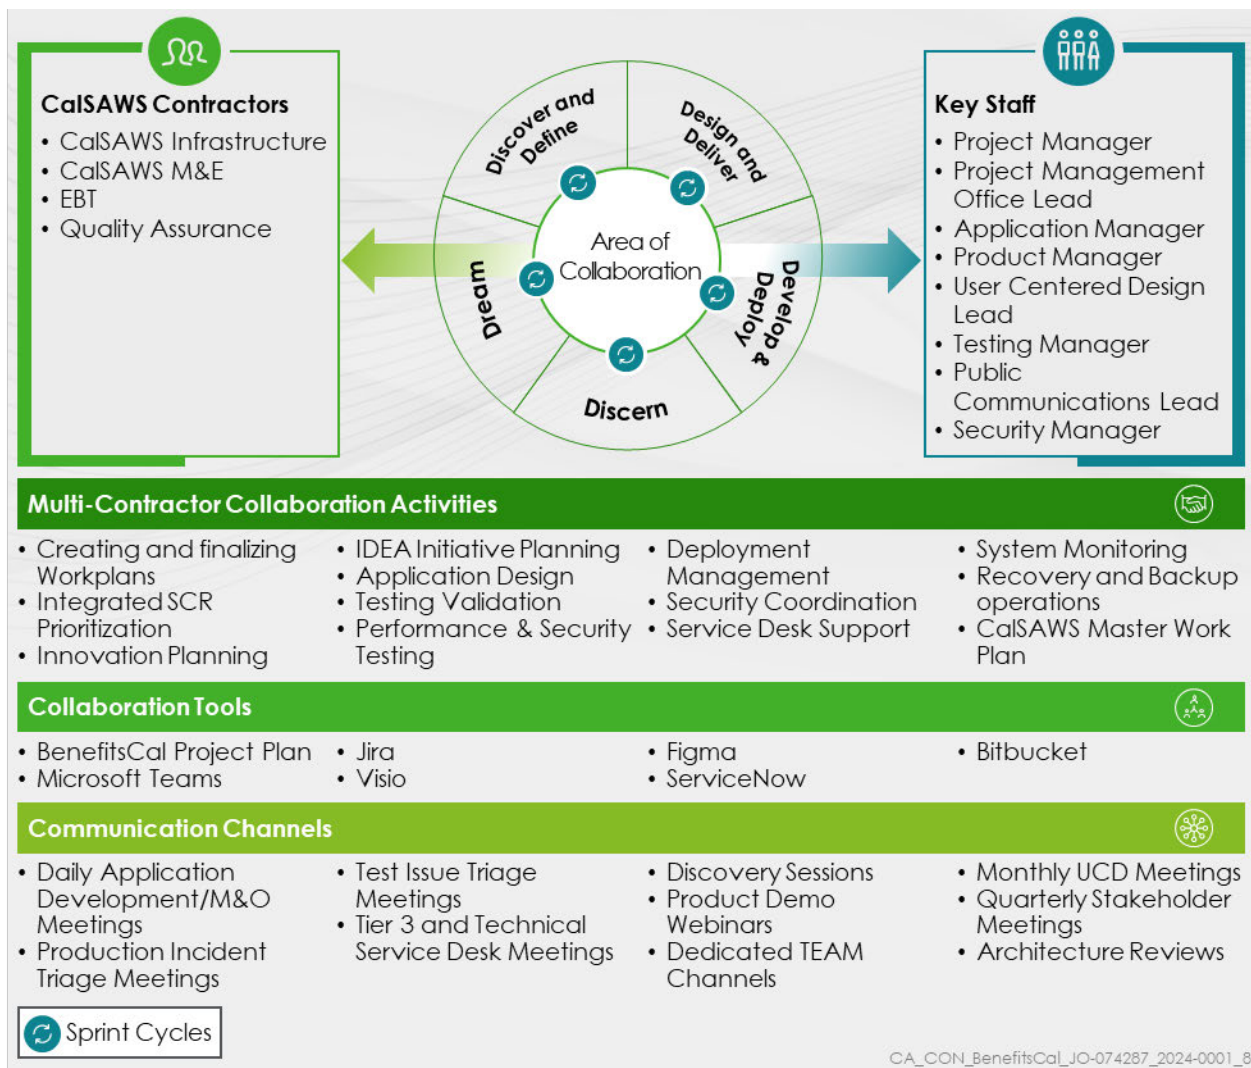 CalSAWS Contractors
• CalSAWS Infrastructure
• CalSAWS M&E
• EBT
• Quality Assurance
Discover and
Define
Design and
Deliver
Dream
Area of
Collaboration
Develop &
Deploy
Discern
Key Staff
• Project Manager
• Project Management
Office Lead
• Application Manager
• Product Manager
• User Centered Design
Lead
• Testing Manager
• Public
Communications Lead
• Security Manager
Multi-Contractor Collaboration Activities
• Creating and finalizing
Workplans
• Integrated SCR
Prioritization
• Innovation Planning
• IDEA Initiative Planning
• Application Design
• Testing Validation
• Performance & Security
Testing
• Deployment
Management
• Security Coordination
• Service Desk Support
• System Monitoring
• Recovery and Backup
operations
• CalSAWS Master Work
Plan
Collaboration Tools
• BenefitsCal Project Plan
• Microsoft Teams
• Jira
• Visio
• Figma
• ServiceNow
• Bitbucket
Communication Channels
• Daily Application
Development/M&O
Meetings
• Production Incident
Triage Meetings
• Test Issue Triage
Meetings
• Tier 3 and Technical
Service Desk Meetings
• Discovery Sessions
• Product Demo
Webinars
• Dedicated TEAM
Channels
• Monthly UCD Meetings
• Quarterly Stakeholder
Meetings
• Architecture Reviews
Sprint Cycles
CA_CON_BenefitsCal_JO-074287_2024-0001_8